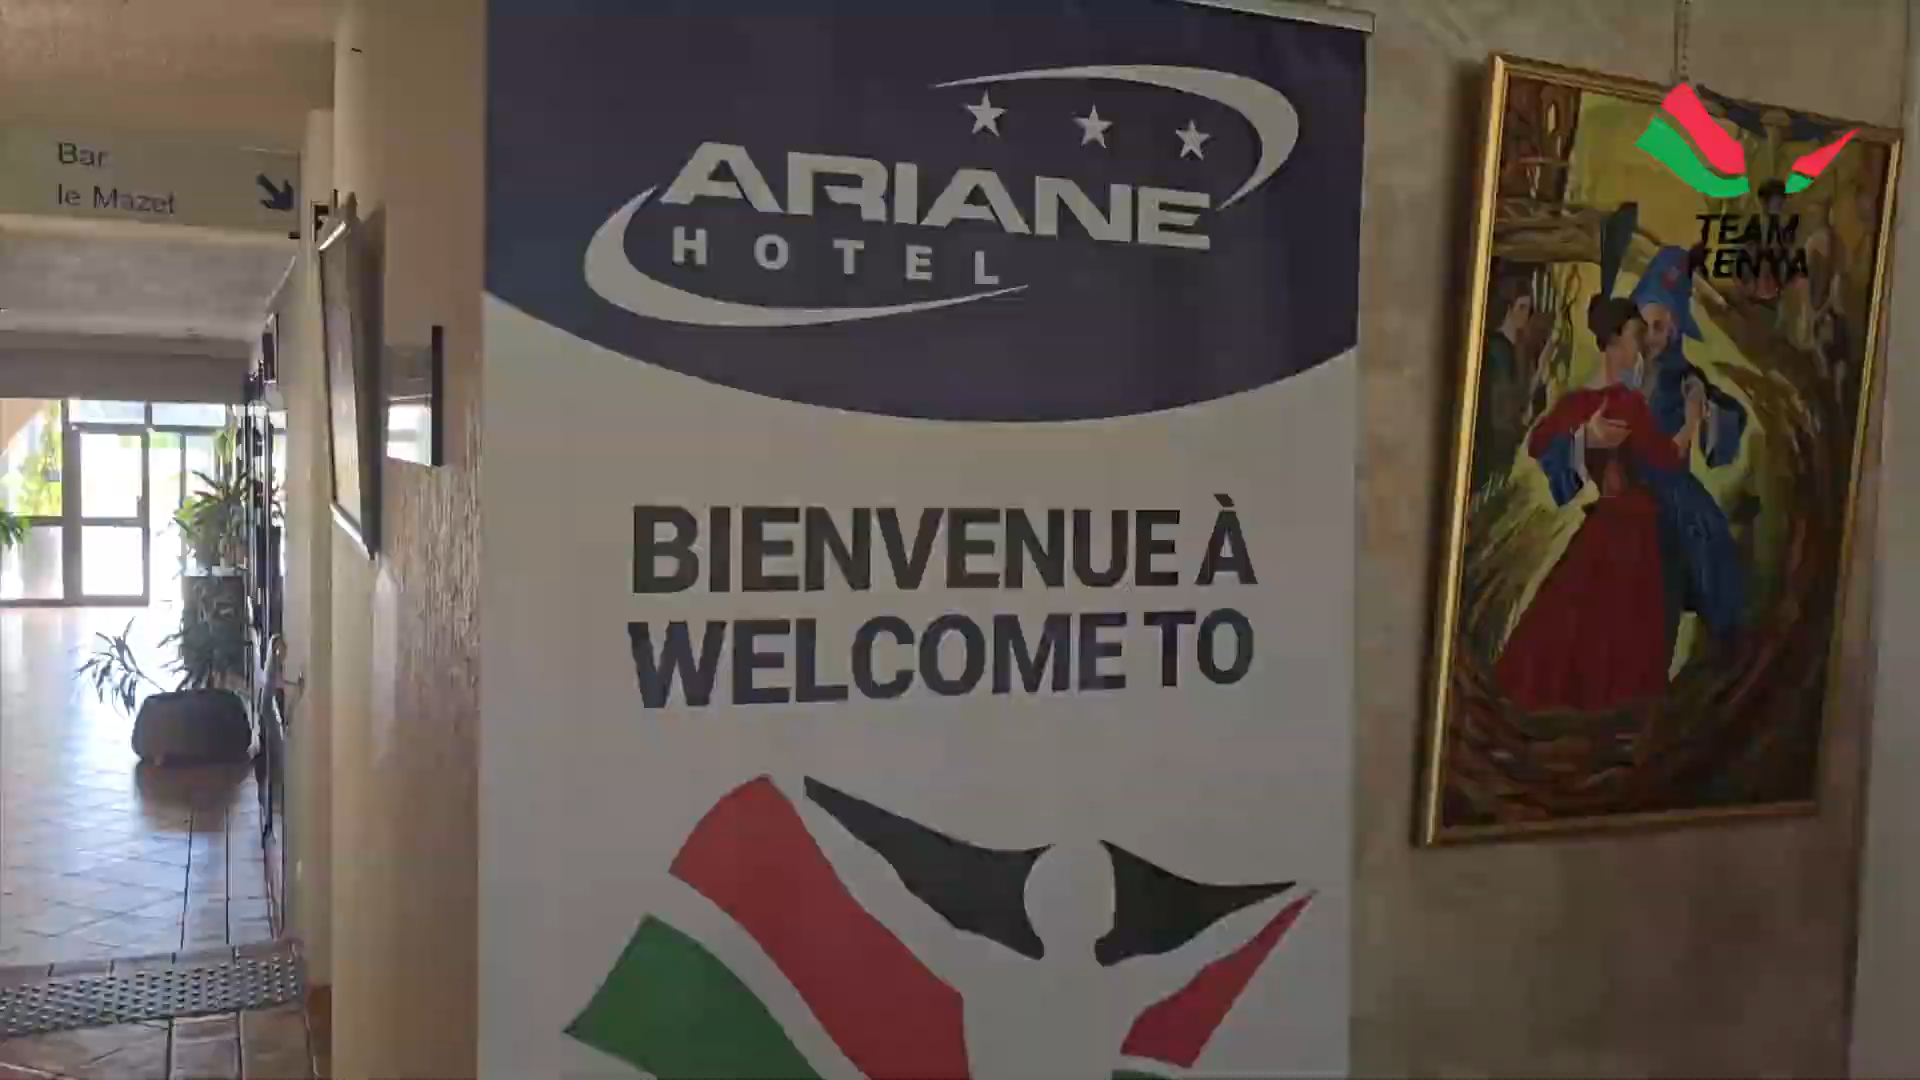 Bar
le Mazet
ARIANE
HOTEL
BIENVENUE À
WELCOME TO
TEAM
KENYA